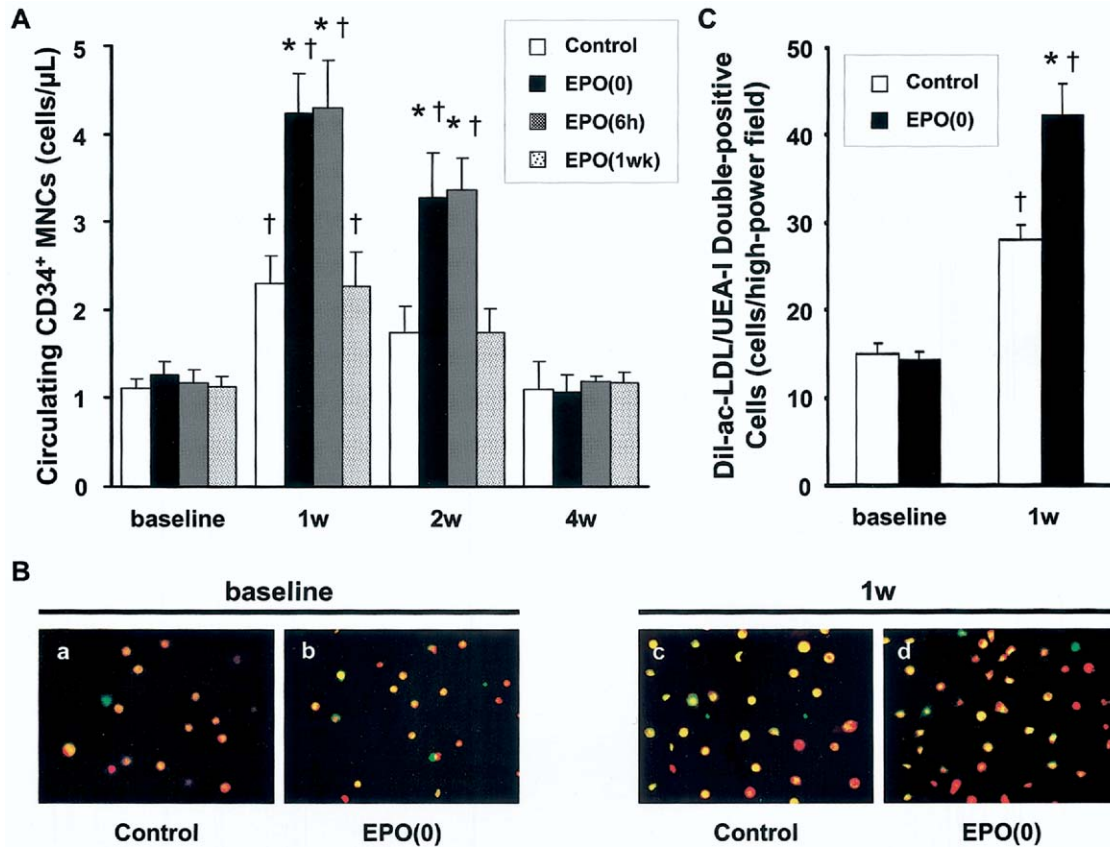 A
Circulating CD34⁺ MNCs (cells/µL)
5
4
3
2
1
0
* †
* †
* †
* †
†
†
Control
EPO(0)
EPO(6h)
EPO(1wk)
baseline
1w
2w
4w
C
Dil-ac-LDL/UEA-I Double-positive
Cells (cells/high-power field)
50
40
30
20
10
0
Control
EPO(0)
* †
†
baseline
1w
B
baseline
1w
a
b
c
d
Control
EPO(0)
Control
EPO(0)